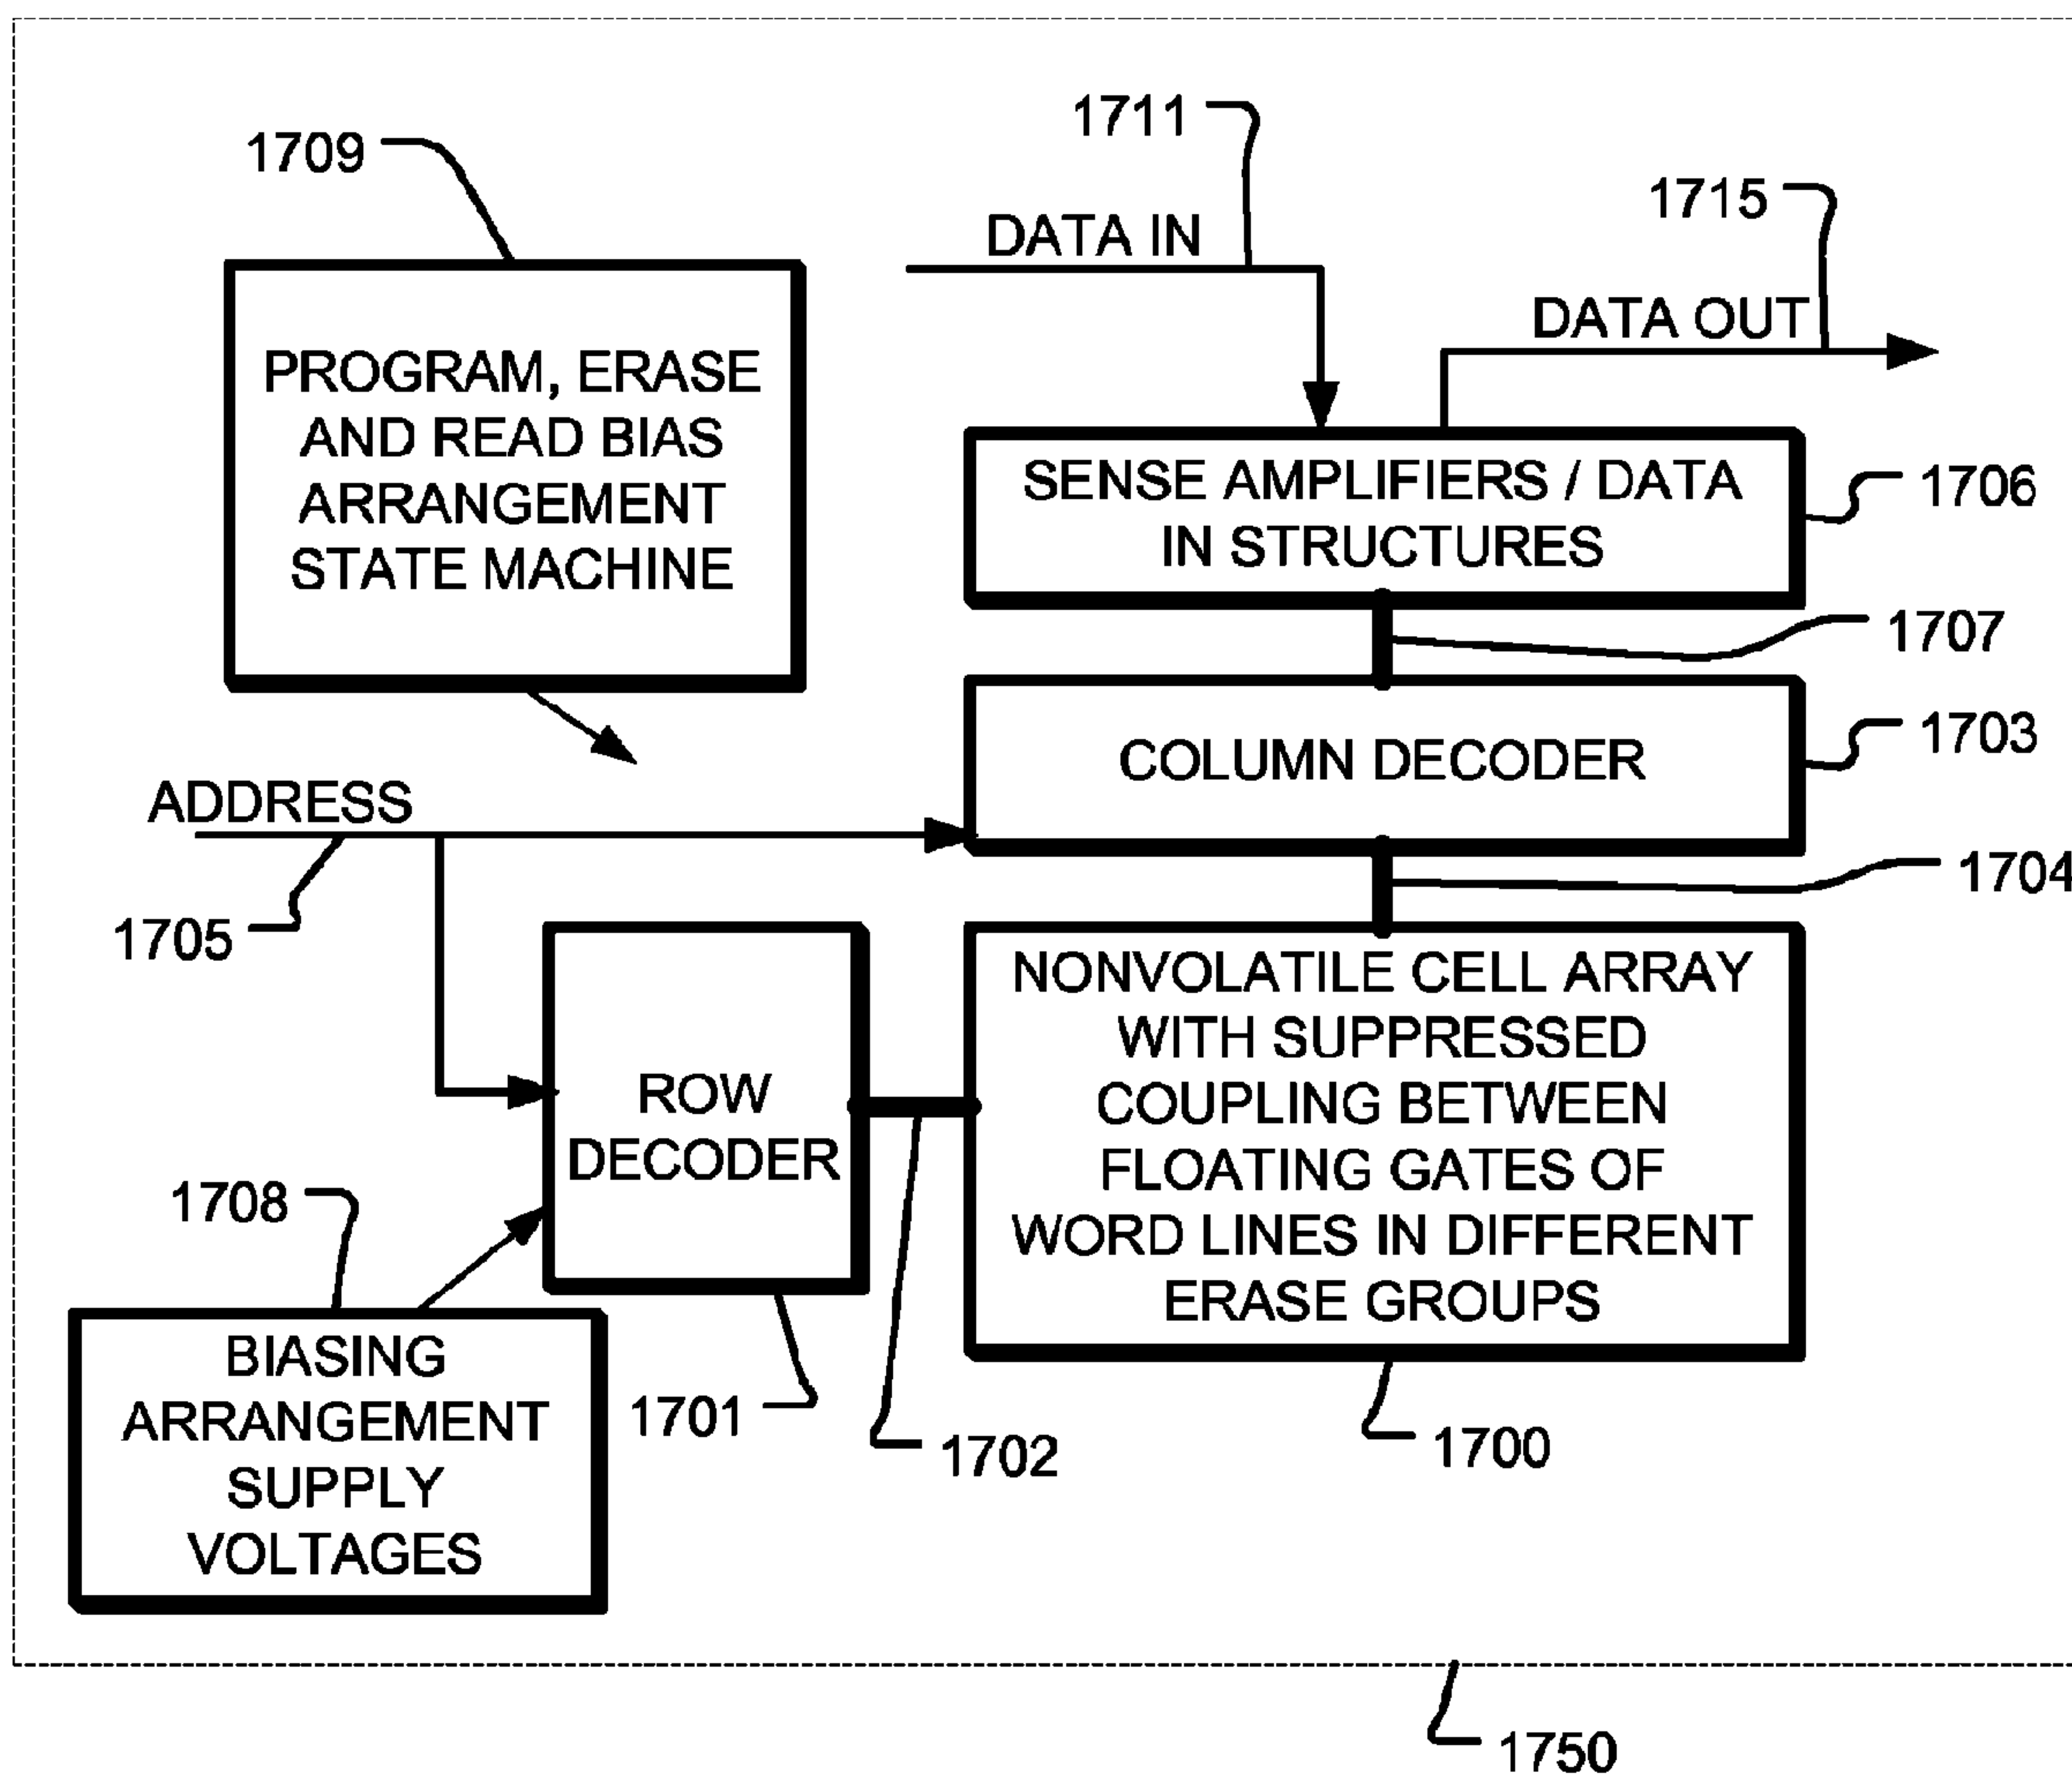 1711
1709
1715
DATA IN
DATA OUT
PROGRAM, ERASE
AND READ BIAS
ARRANGEMENT
STATE MACHINE
SENSE AMPLIFIERS / DATA
IN STRUCTURES
1706
1707
COLUMN DECODER
1703
ADDRESS
1704
1705
NONVOLATILE CELL ARRAY
WITH SUPPRESSED
COUPLING BETWEEN
FLOATING GATES OF
WORD LINES IN DIFFERENT
ERASE GROUPS
ROW
DECODER
1708
BIASING
ARRANGEMENT
SUPPLY
VOLTAGES
1701
1702
1700
1750